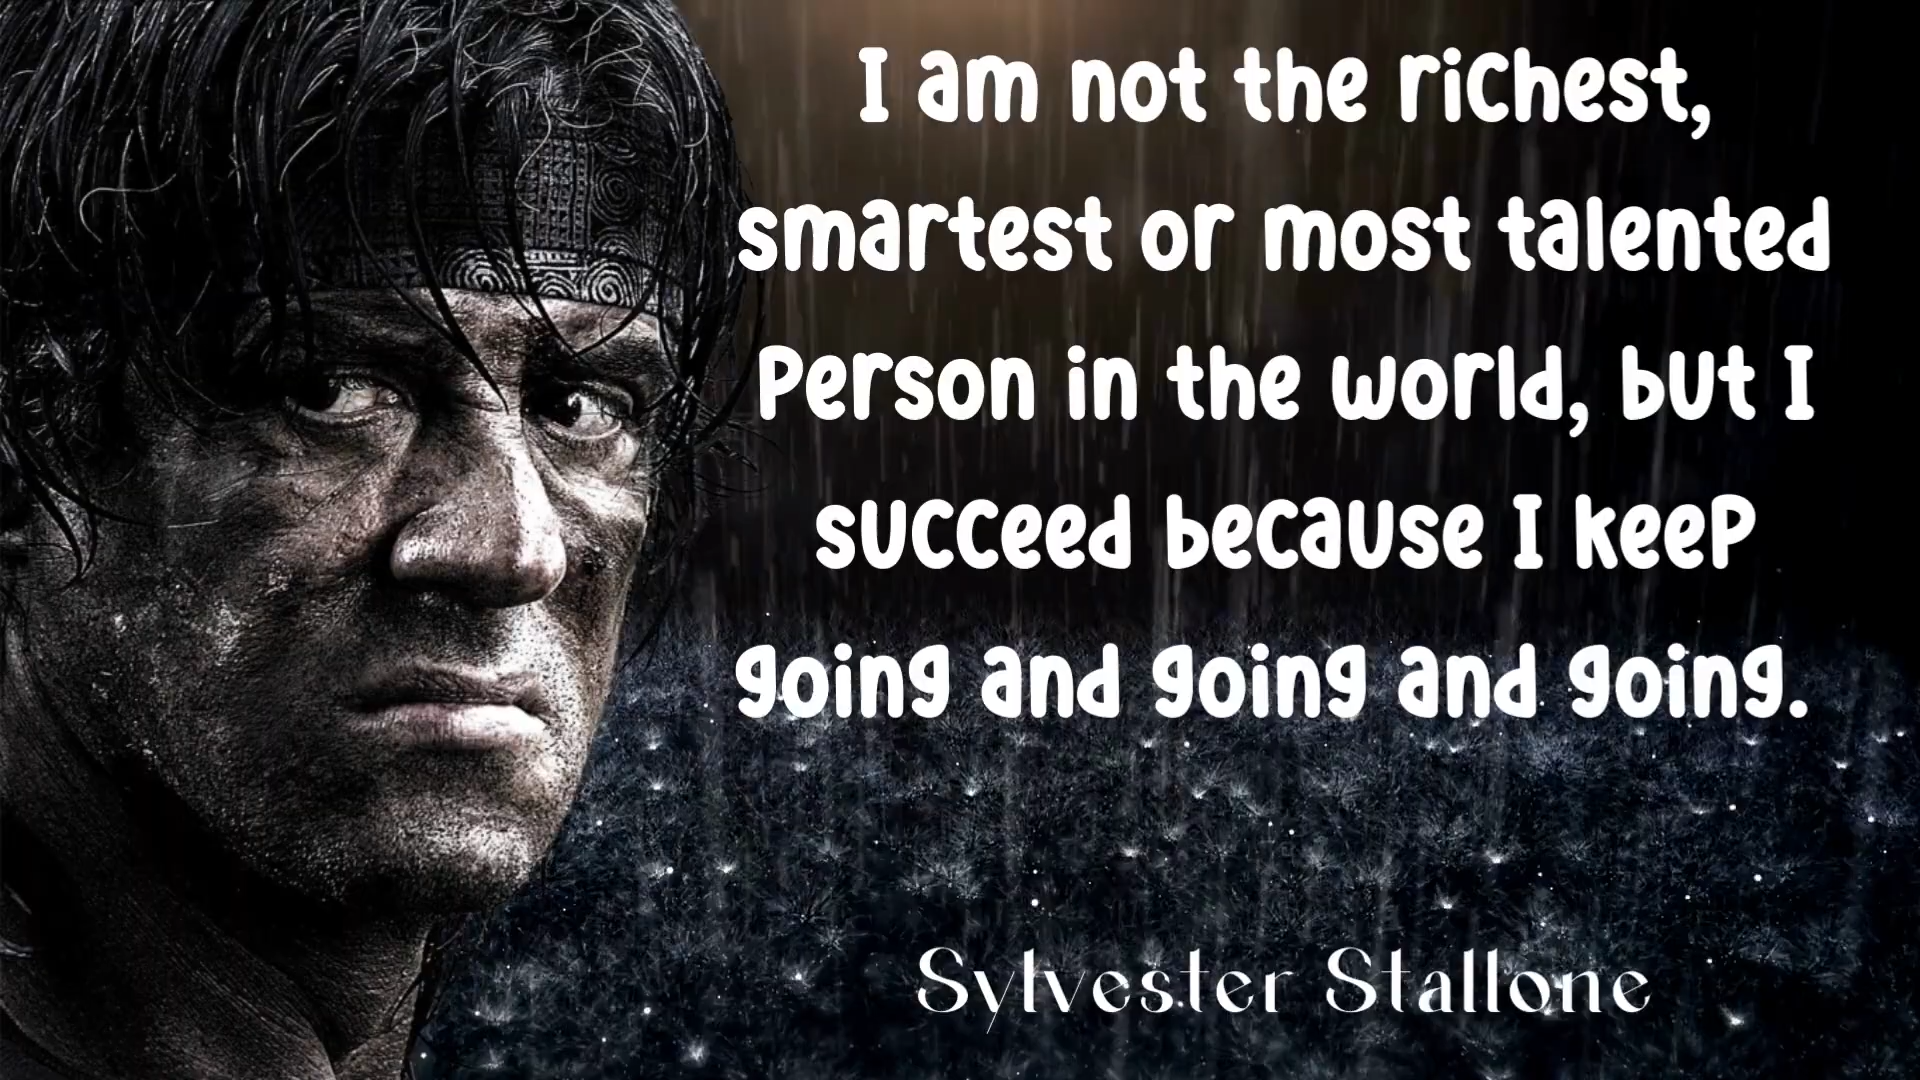 I am not the richest,
smartest or most talented
Person in the world, but I
succeed because I keep
going and going and going.
Sylvester Stallone